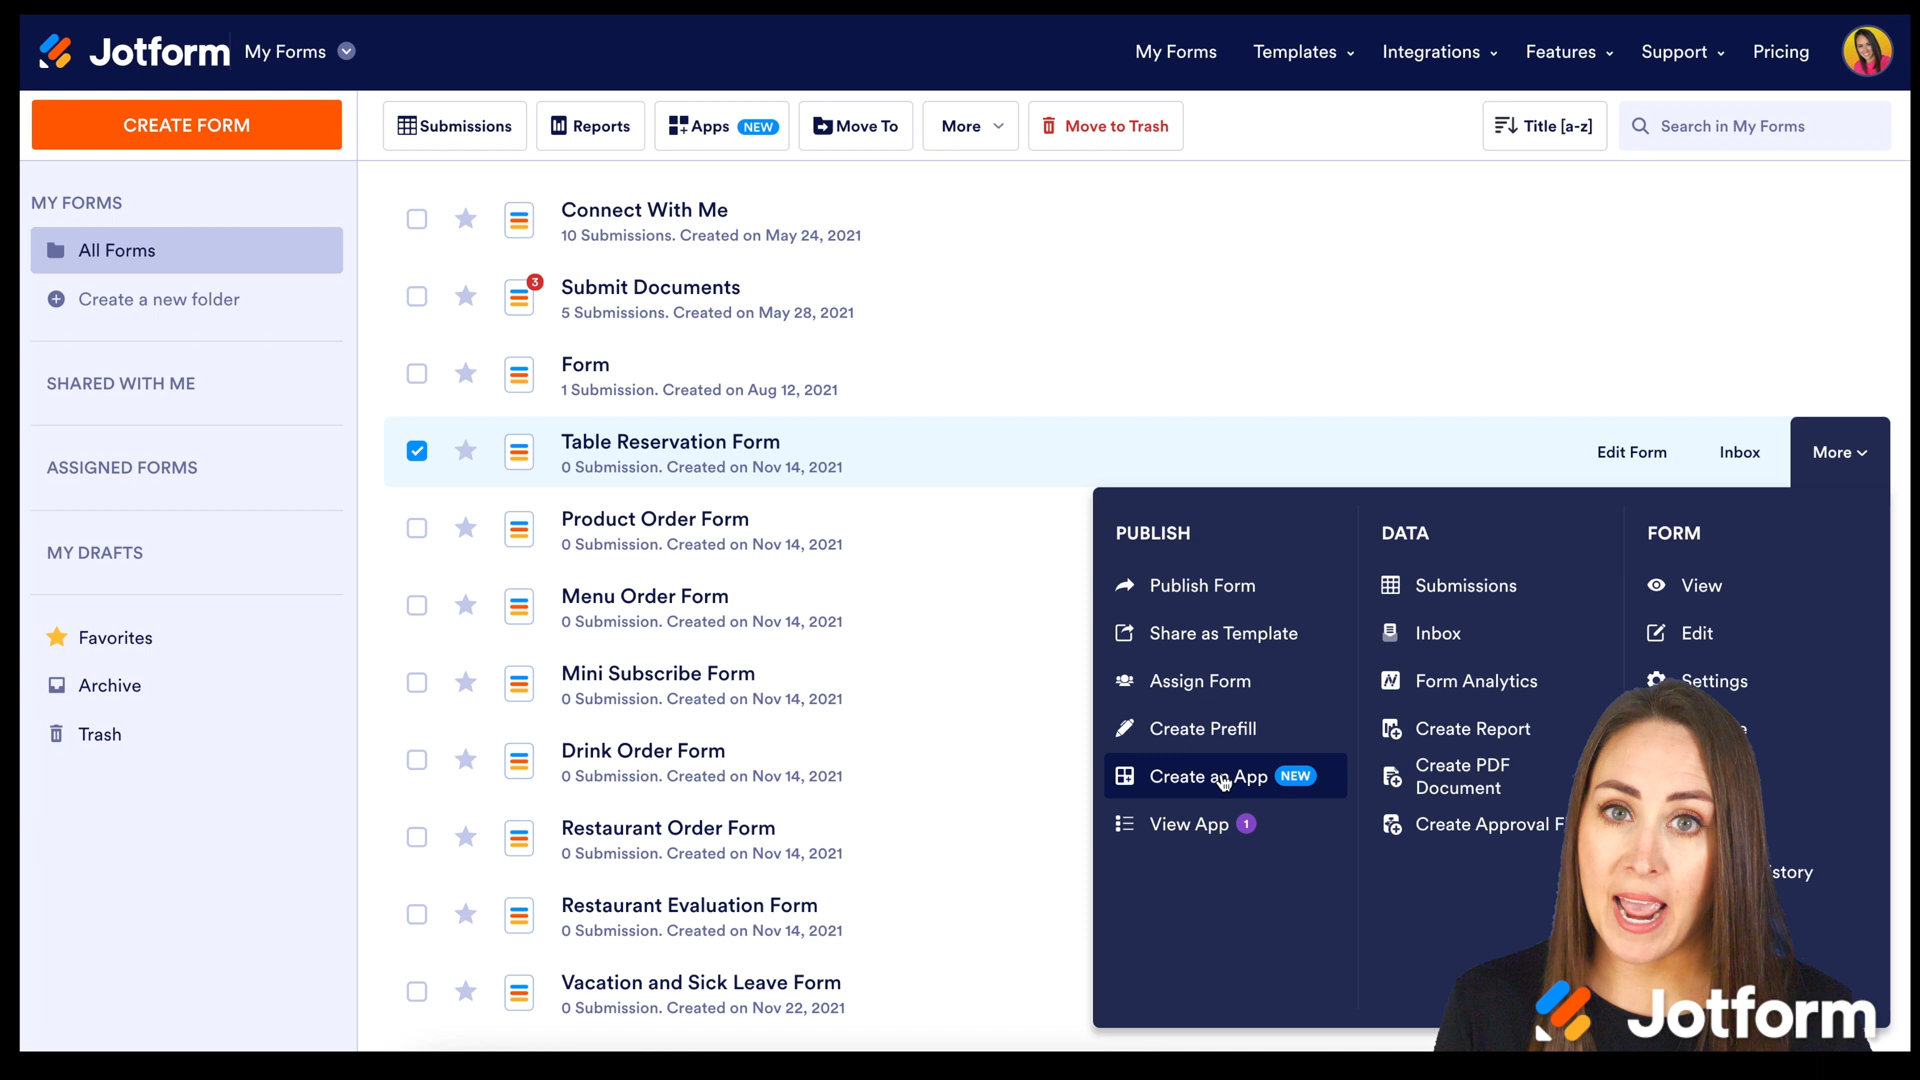 Jotform
My Forms
My Forms
Templates
Integrations
Features
Support
Pricing
CREATE FORM
Submissions
Reports
Apps NEW
Move To
More
Move to Trash
Title [a-z]
Search in My Forms
MY FORMS
All Forms
Create a new folder
SHARED WITH ME
ASSIGNED FORMS
MY DRAFTS
Favorites
Archive
Trash
Connect With Me
10 Submissions. Created on May 24, 2021
3
Submit Documents
5 Submissions. Created on May 28, 2021
Form
1 Submission. Created on Aug 12, 2021
Table Reservation Form
0 Submission. Created on Nov 14, 2021
Edit Form
Inbox
More
Product Order Form
0 Submission. Created on Nov 14, 2021
Menu Order Form
0 Submission. Created on Nov 14, 2021
Mini Subscribe Form
0 Submission. Created on Nov 14, 2021
Drink Order Form
0 Submission. Created on Nov 14, 2021
Restaurant Order Form
0 Submission. Created on Nov 14, 2021
Restaurant Evaluation Form
0 Submission. Created on Nov 14, 2021
Vacation and Sick Leave Form
0 Submission. Created on Nov 22, 2021
PUBLISH
Publish Form
Share as Template
Assign Form
Create Prefill
Create an App NEW
View App 1
DATA
Submissions
Inbox
Form Analytics
Create Report
Create PDF
Document
Create Approval F
FORM
View
Edit
Settings
story
Jotform